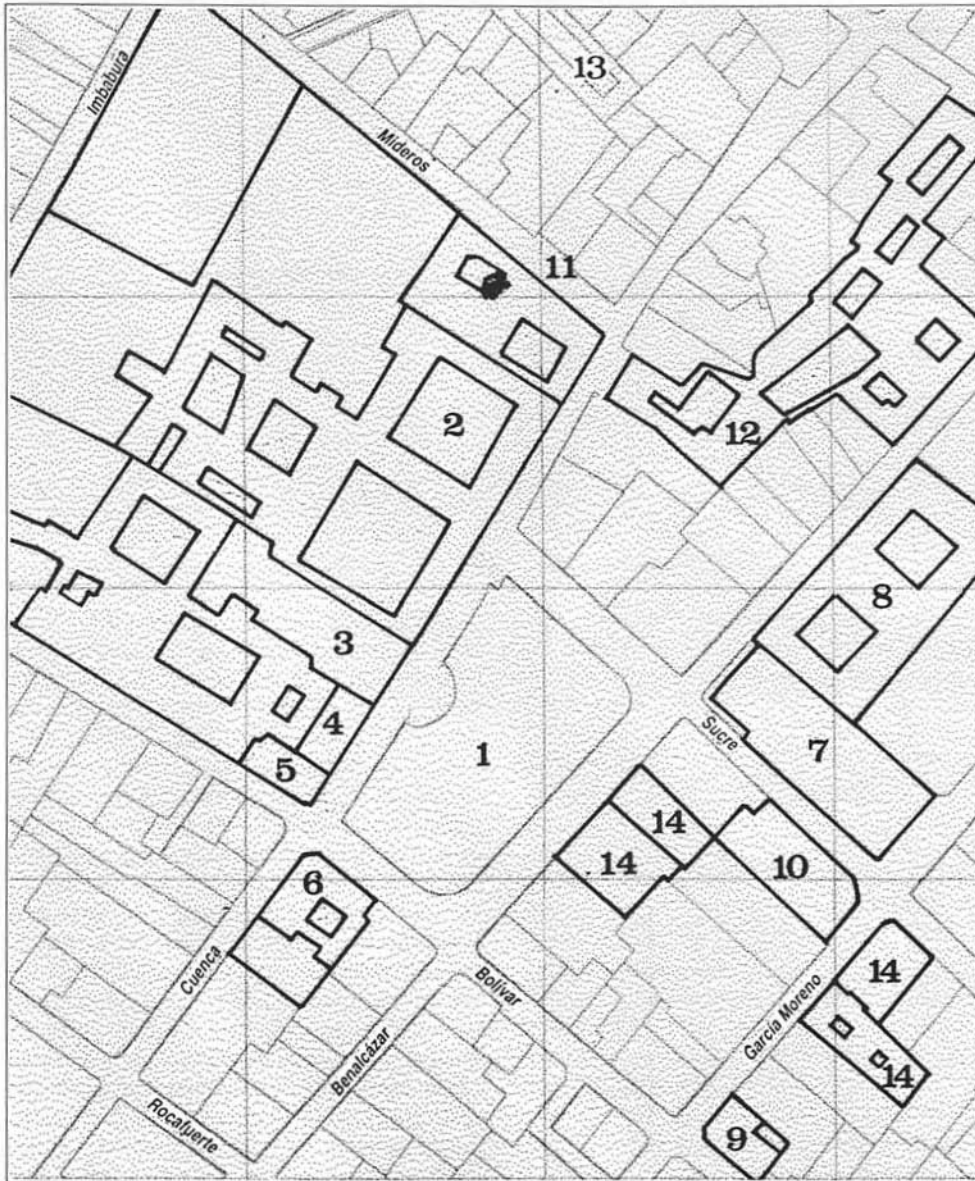 13
Imbabura
Mideros
11
2
12
8
3
4
Sucre
7
1
5
14
14
10
6
14
Cuenca
Bolívar
García Moreno
Benalcázar
14
Rocafuerte
9